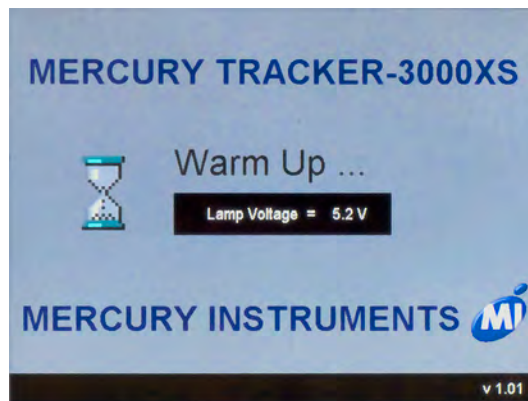 MERCURY TRACKER-3000XS
Warm Up ...
Lamp Voltage = 5.2 V
MERCURY INSTRUMENTS MI
v 1.01